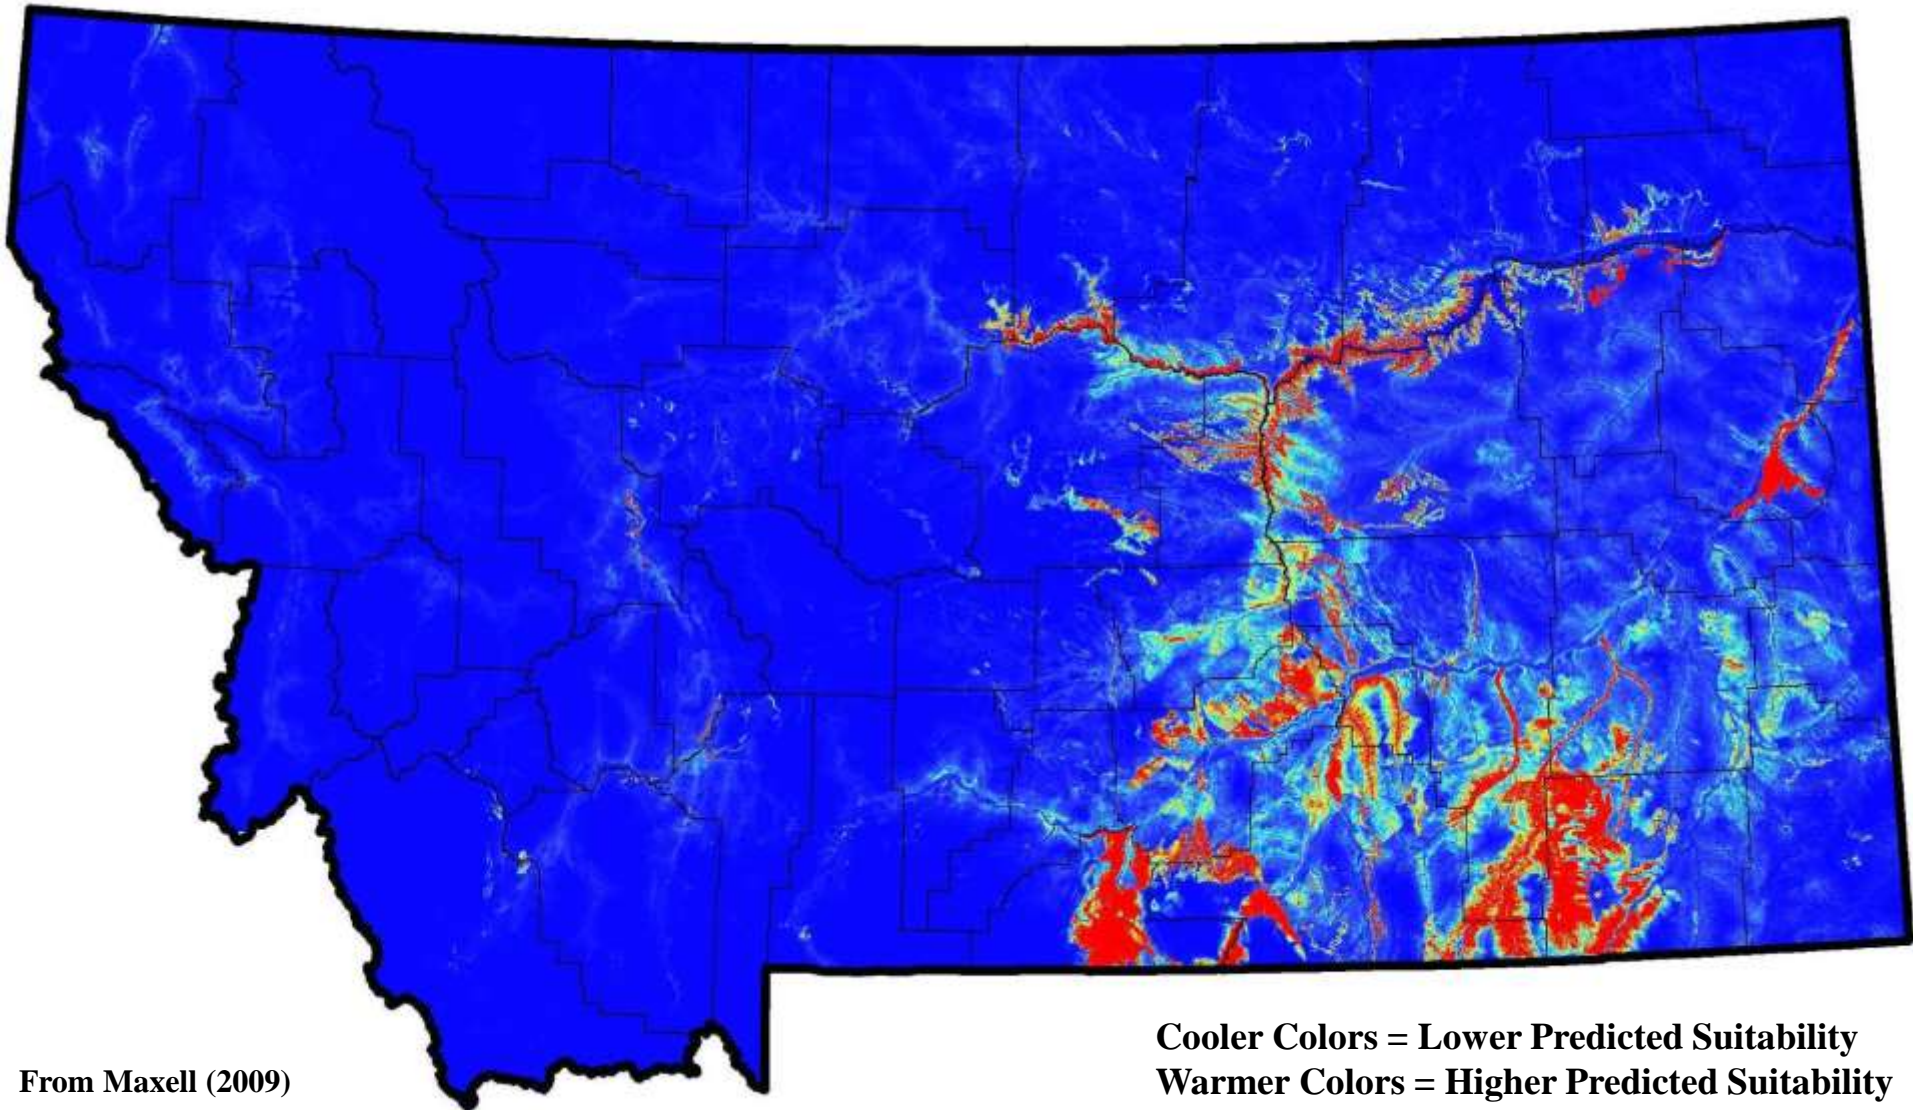 Cooler Colors = Lower Predicted Suitability
Warmer Colors = Higher Predicted Suitability
From Maxell (2009)